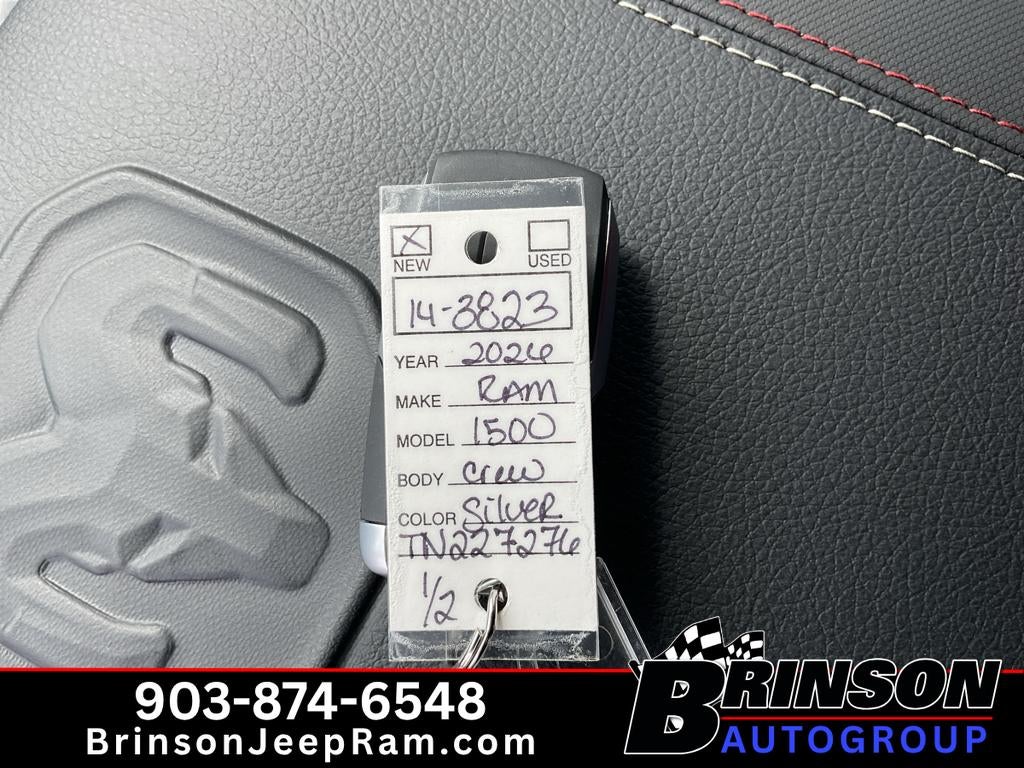 NEW USED
14-3823
YEAR 2026
MAKE RAM
MODEL 1500
BODY Crew
COLOR Silver
TN227276
1/2
903-874-6548
BrinsonJeepRam.com
BRINSON
AUTOGROUP